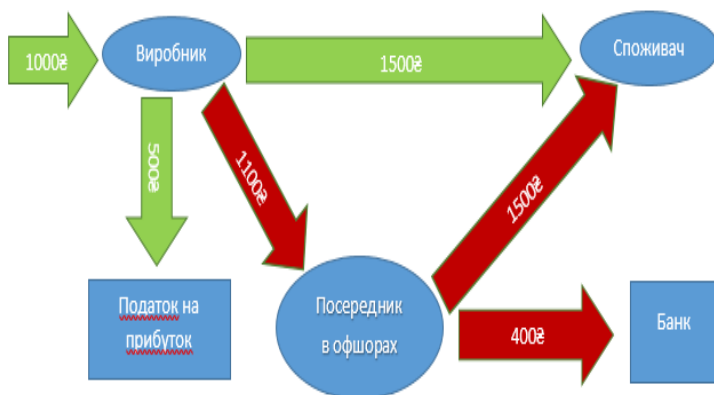 1000₴
Виробник
1500₴
Споживач
500₴
1100₴
1500₴
Податок на
прибуток
Посередник
в офшорах
400₴
Банк